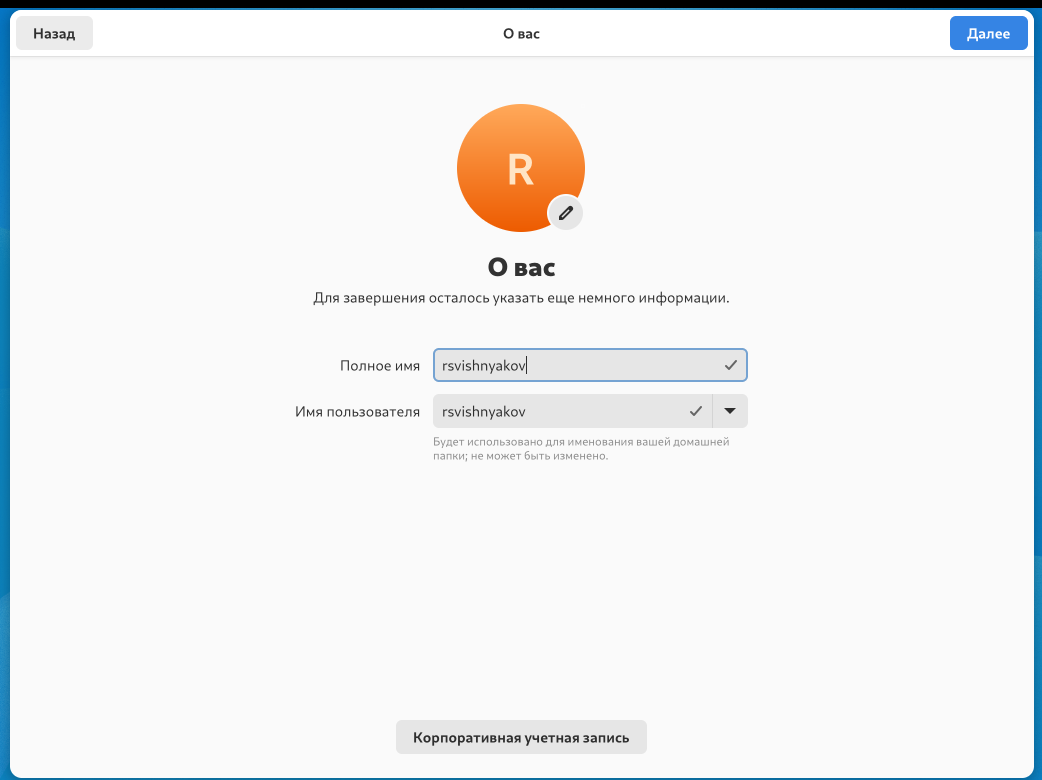 Назад
О вас
Далее
R
О вас
Для завершения осталось указать еще немного информации.
Полное имя rsvishnyakov
Имя пользователя rsvishnyakov
Будет использовано для именования вашей домашней
папки; не может быть изменено.
Корпоративная учетная запись